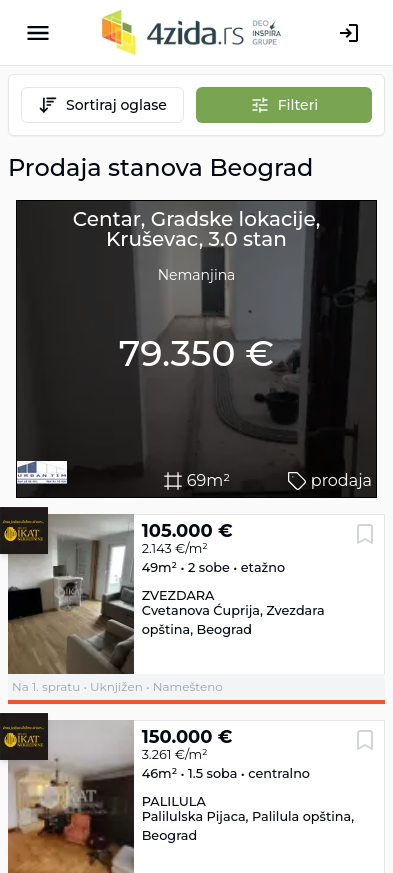 4zida.rs
DEO
INSPIRA
GRUPE
Sortiraj oglase
Filteri
Prodaja stanova Beograd
Centar, Gradske lokacije,
Kruševac, 3.0 stan
Nemanjina
79.350 €
URBAN TIM
69m²
prodaja
IKAT
NEKRETNINE
105.000 €
2.143 €/m²
49m² • 2 sobe • etažno
ZVEZDARA
Cvetanova Ćuprija, Zvezdara
opština, Beograd
Na 1. spratu • Uknjižen • Namešteno
IKAT
NEKRETNINE
150.000 €
3.261 €/m²
46m² • 1.5 soba • centralno
PALILULA
Palilulska Pijaca, Palilula opština,
Beograd